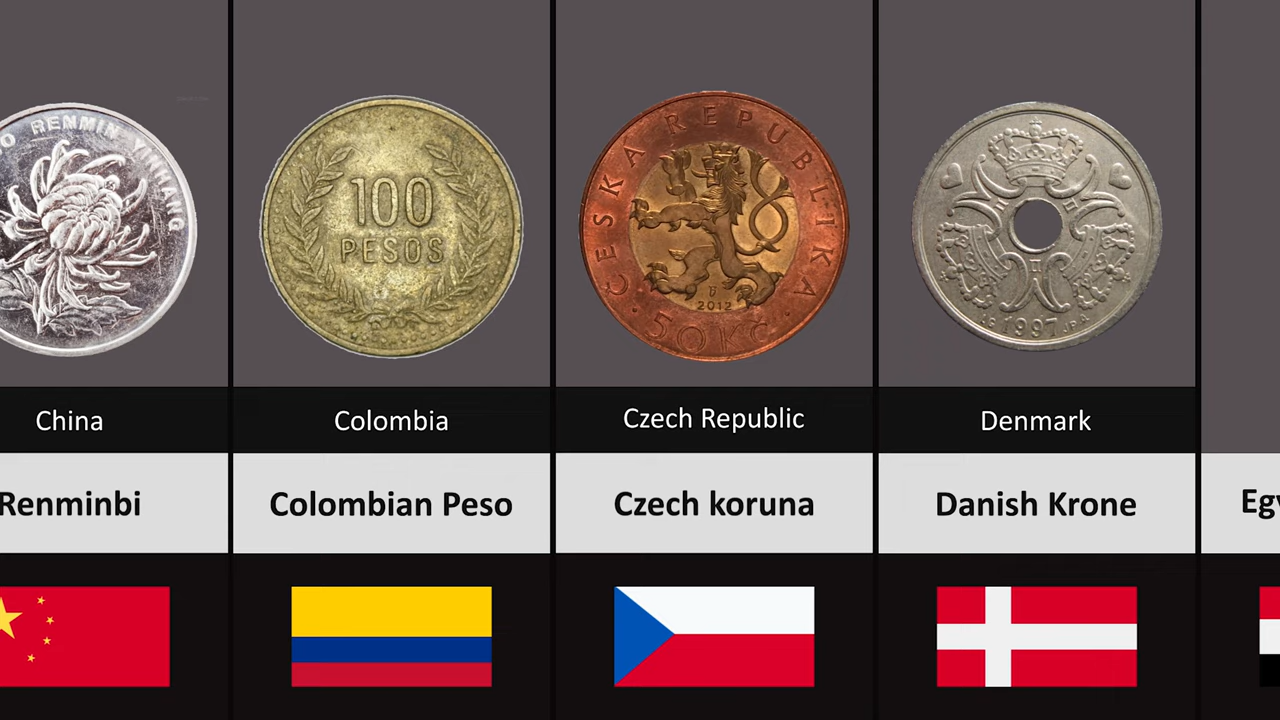 O RENMIN YINHANG
100
PESOS
ČESKÁ REPUBLIKA
2012
50 Kč
1997
China
Colombia
Czech Republic
Denmark
Renminbi
Colombian Peso
Czech koruna
Danish Krone
Egy